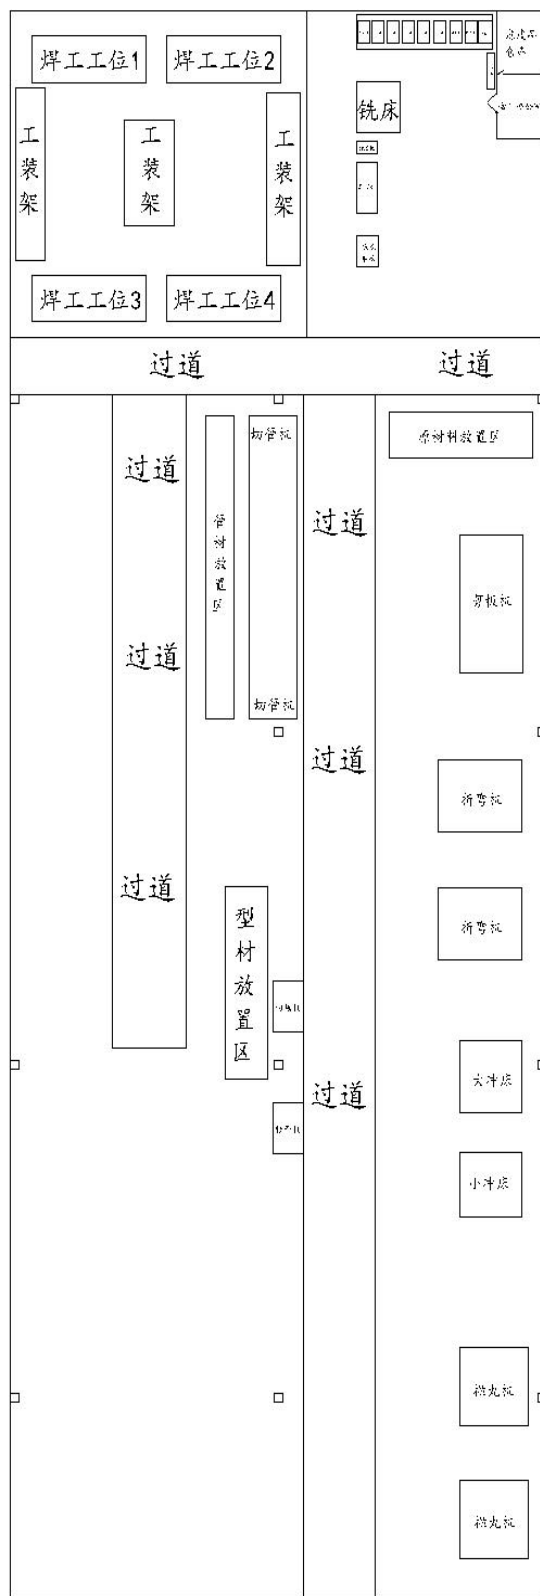 焊工工位1
焊工工位2
工装架
工装架
工装架
焊工工位3
焊工工位4
铣床
过道
过道
过道
过道
过道
管材放置区
切管机
切管机
型材放置区
过道
过道
过道
原材料放置区
剪板机
折弯机
折弯机
大冲床
小冲床
抛丸机
抛丸机